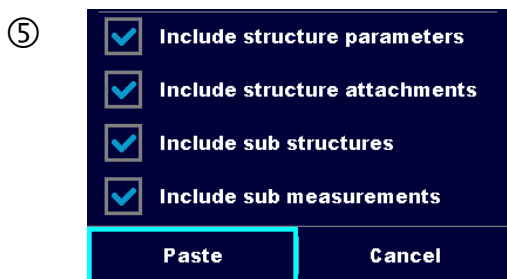 ⑤
Include structure parameters
Include structure attachments
Include sub structures
Include sub measurements
Paste Cancel